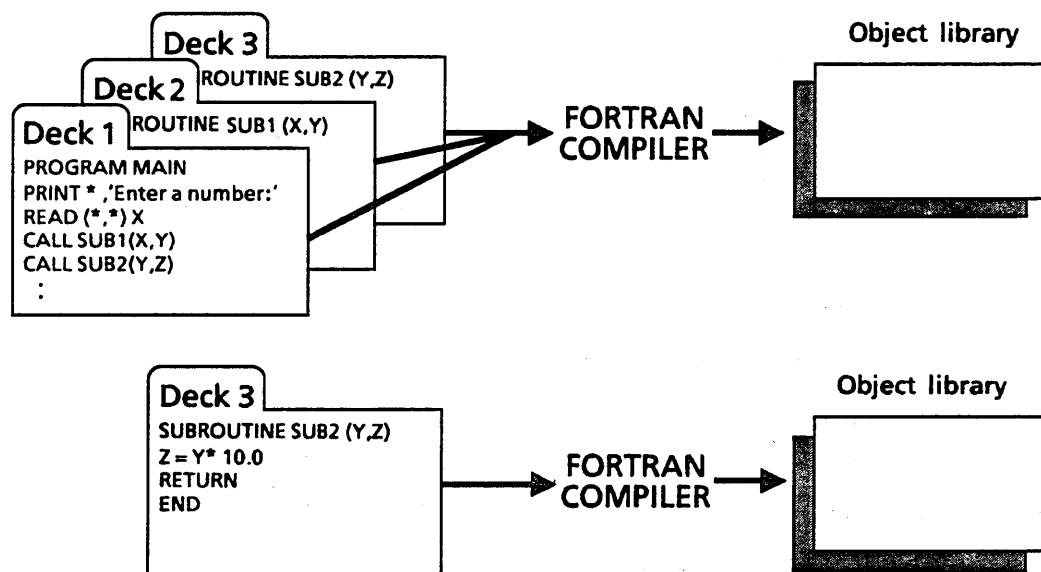 Deck 3
ROUTINE SUB2 (Y,Z)
Deck 2
ROUTINE SUB1 (X,Y)
Deck 1
PROGRAM MAIN
PRINT * ,'Enter a number:'
READ (*,*) X
CALL SUB1(X,Y)
CALL SUB2(Y,Z)
:
FORTRAN
COMPILER
Object library
Deck 3
SUBROUTINE SUB2 (Y,Z)
Z = Y* 10.0
RETURN
END
FORTRAN
COMPILER
Object library